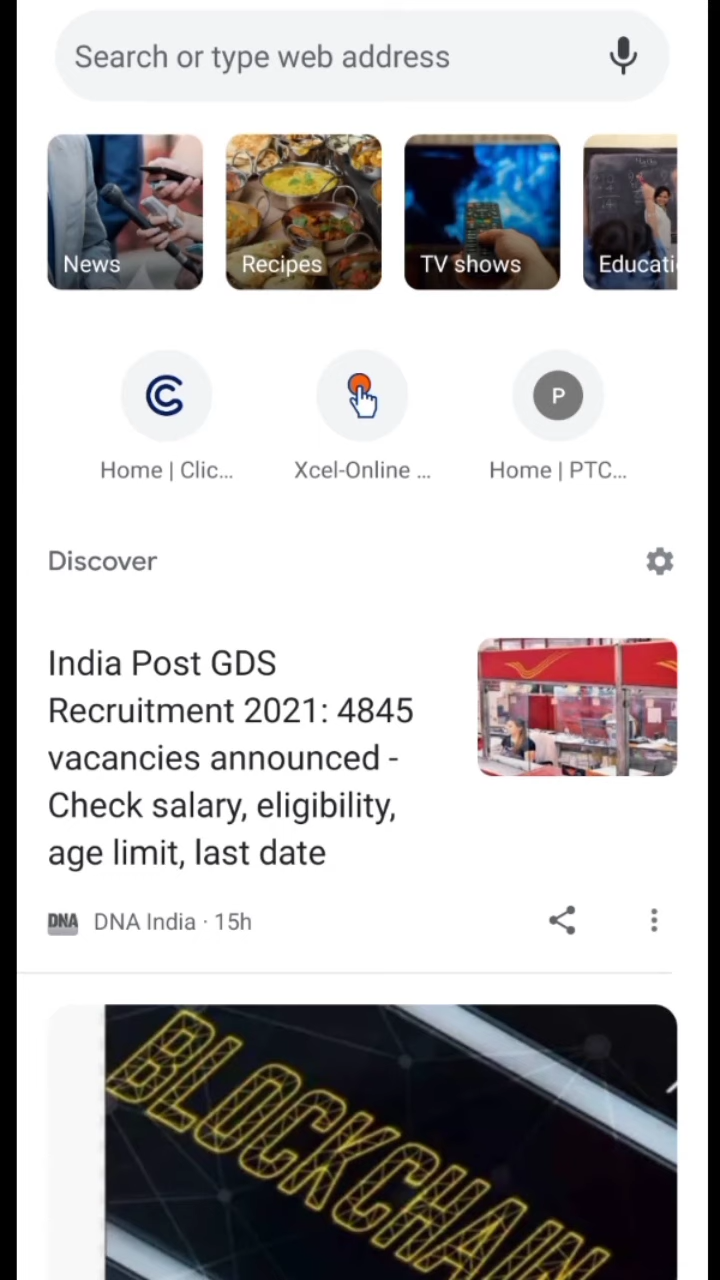 Search or type web address
News
Recipes
TV shows
Educati
Home | Clic...
Xcel-Online ...
P
Home | PTC...
Discover
India Post GDS
Recruitment 2021: 4845
vacancies announced -
Check salary, eligibility,
age limit, last date
DNA DNA India · 15h
BLOCKCHAIN